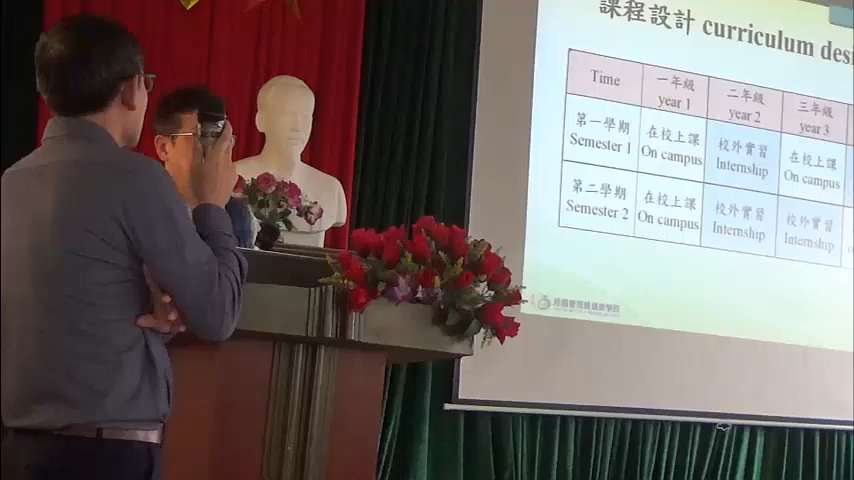 課程設計 curriculum desi
Time
一年級
year 1
二年級
year 2
三年級
year 3
第一學期
Semester 1
在校上課
On campus
校外實習
Internship
在校上課
On campus
第二學期
Semester 2
在校上課
On campus
校外實習
Internship
校外實習
Internship